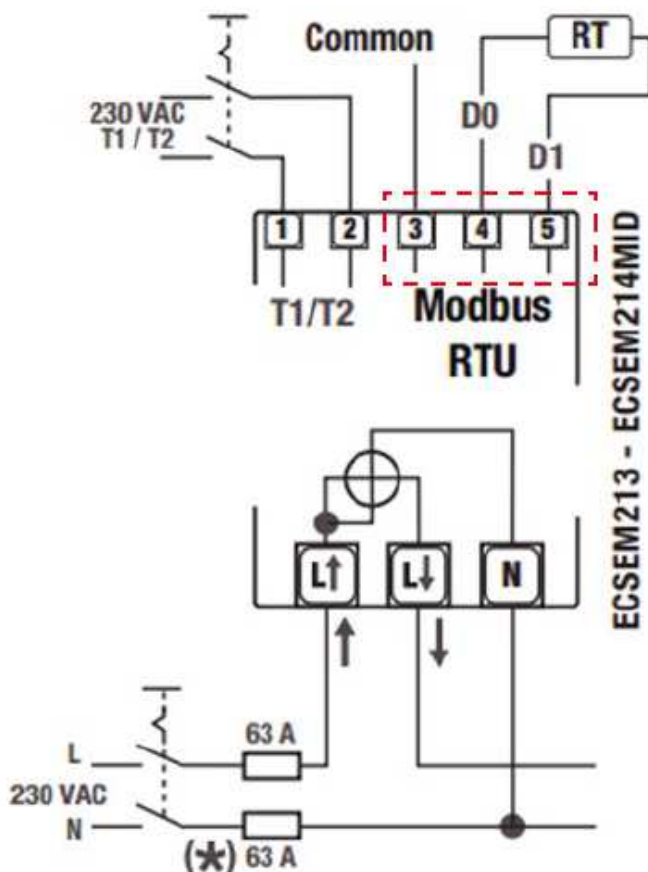 Common
RT
230 VAC
T1 / T2
D0
D1
1
2
3
4
5
T1/T2
Modbus
RTU
ECSEM213 - ECSEM214MID
L↑
L↓
N
L
63 A
230 VAC
N
(*) 63 A